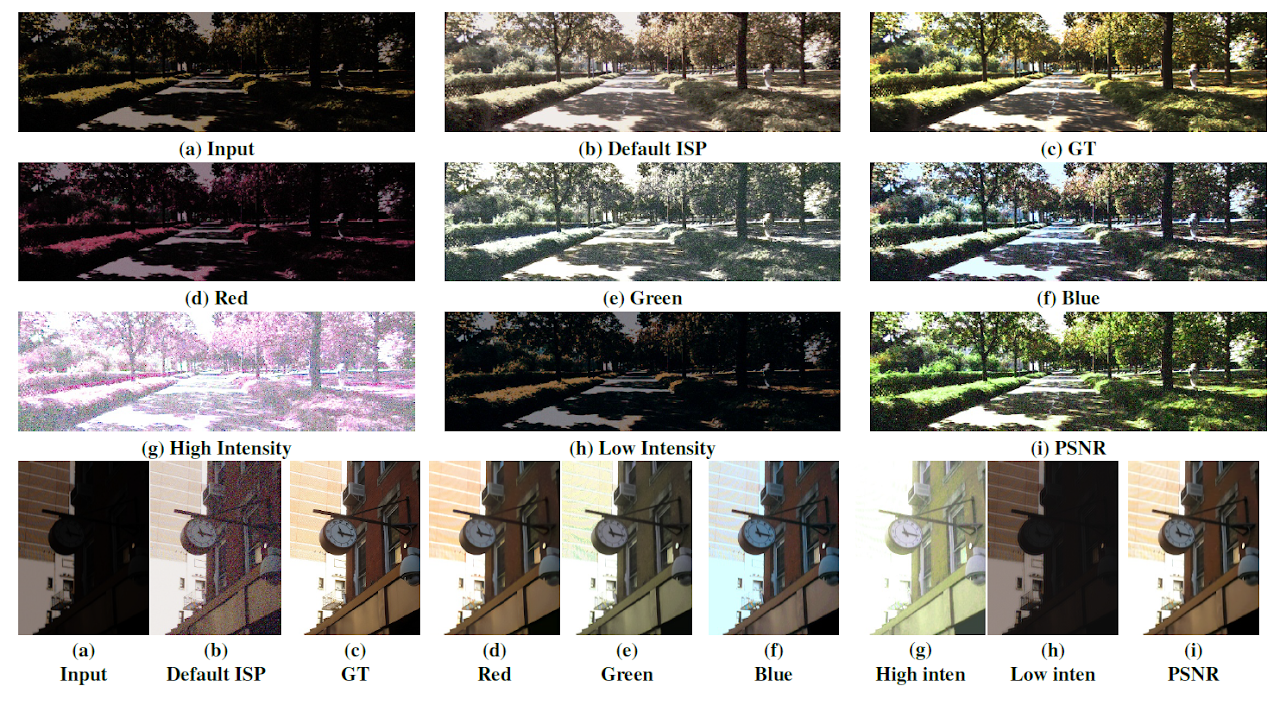 (a) Input
(b) Default ISP
(c) GT
(d) Red
(e) Green
(f) Blue
(g) High Intensity
(h) Low Intensity
(i) PSNR
(a)
(b)
(c)
(d)
(e)
(f)
(g)
(h)
(i)
Input
Default ISP
GT
Red
Green
Blue
High inten
Low inten
PSNR